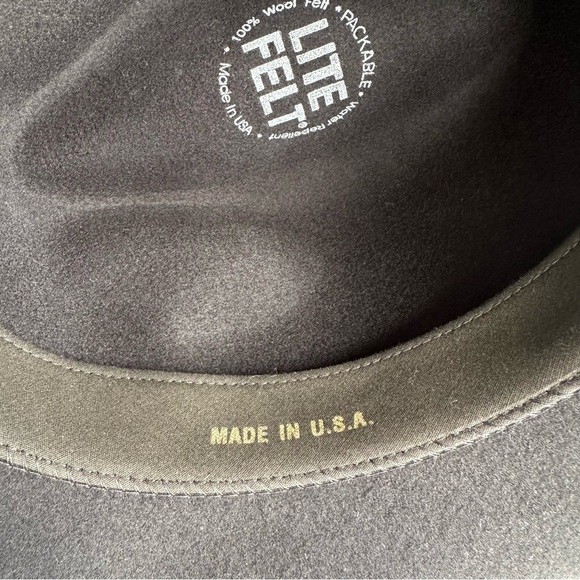 100% Wool Felt • PACKABLE • Water Repellent • Made In USA •
LITE
FELT®
MADE IN U.S.A.